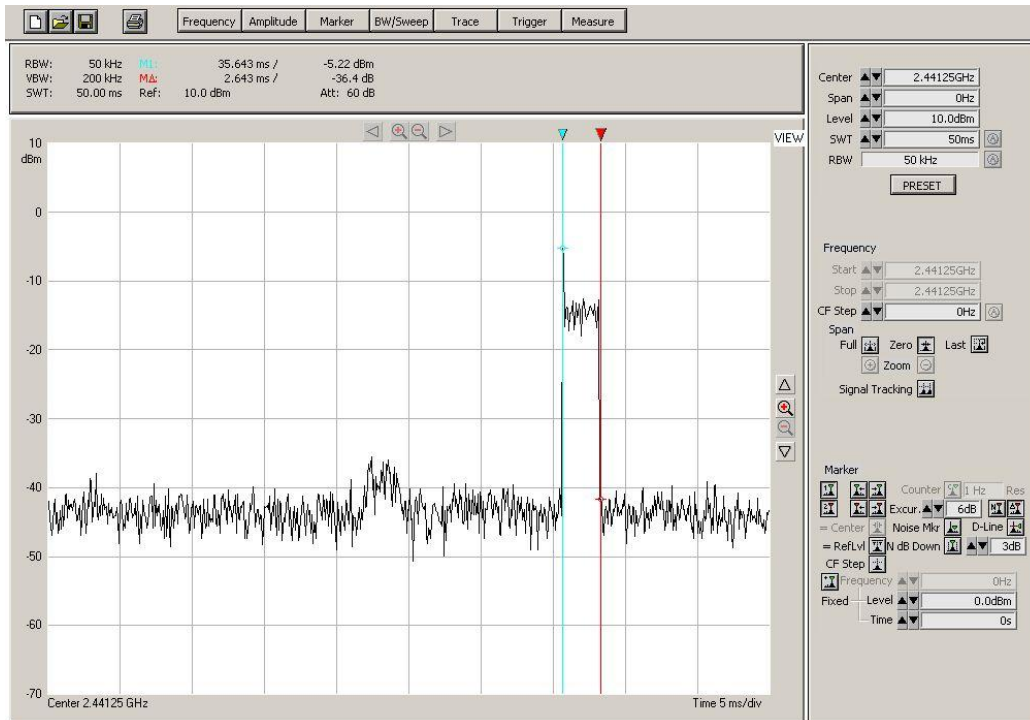 Frequency Amplitude Marker BW/Sweep Trace Trigger Measure
RBW: 50 kHz M1: 35.643 ms / -5.22 dBm
VBW: 200 kHz MΔ: 2.643 ms / -36.4 dB
SWT: 50.00 ms Ref: 10.0 dBm Att: 60 dB
VIEW
10
dBm
0
-10
-20
-30
-40
-50
-60
-70
Center 2.44125 GHz Time 5 ms/div
Center 2.44125GHz
Span 0Hz
Level 10.0dBm
SWT 50ms
RBW 50 kHz
PRESET
Frequency
Start 2.44125GHz
Stop 2.44125GHz
CF Step 0Hz
Span
Full Zero Last
Zoom
Signal Tracking
Marker
Counter 1 Hz Res
Excur. 6dB
= Center Noise Mkr D-Line
= RefLvl N dB Down 3dB
CF Step
Frequency 0Hz
Fixed Level 0.0dBm
Time 0s